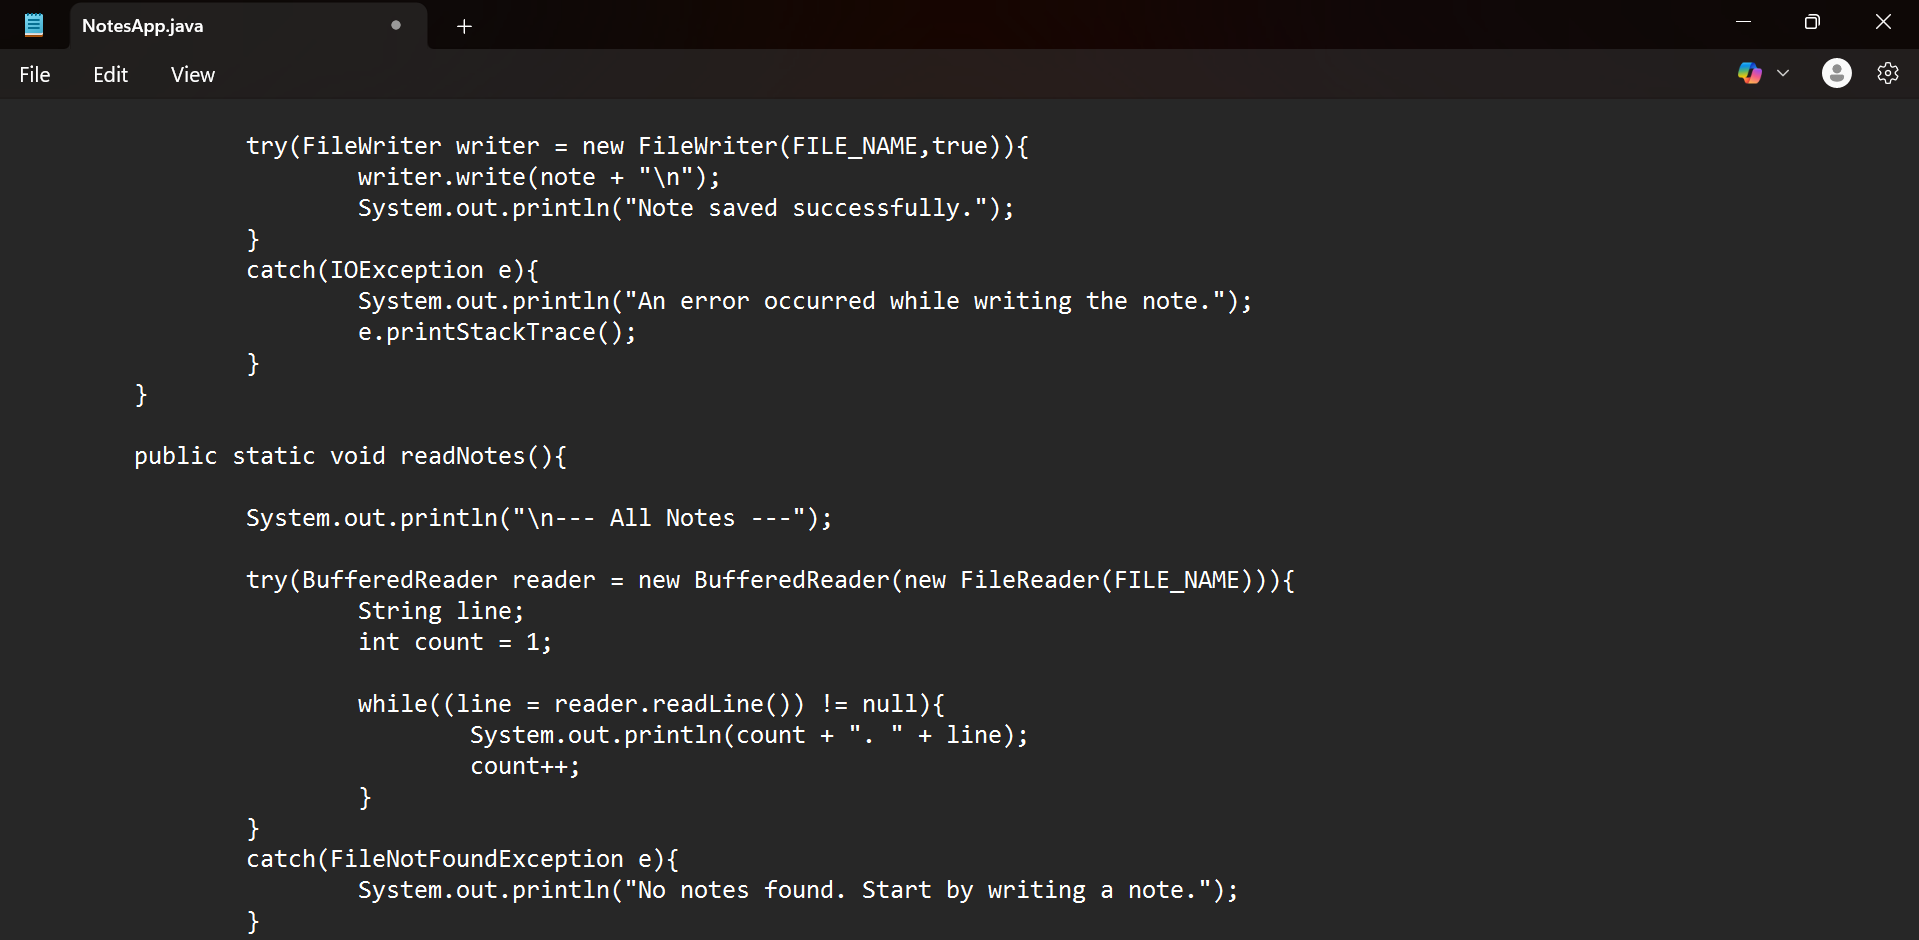 NotesApp.java
File Edit View
try(FileWriter writer = new FileWriter(FILE_NAME,true)){
writer.write(note + "\n");
System.out.println("Note saved successfully.");
}
catch(IOException e){
System.out.println("An error occurred while writing the note.");
e.printStackTrace();
}
}
public static void readNotes(){
System.out.println("\n--- All Notes ---");
try(BufferedReader reader = new BufferedReader(new FileReader(FILE_NAME))){
String line;
int count = 1;
while((line = reader.readLine()) != null){
System.out.println(count + ". " + line);
count++;
}
}
catch(FileNotFoundException e){
System.out.println("No notes found. Start by writing a note.");
}